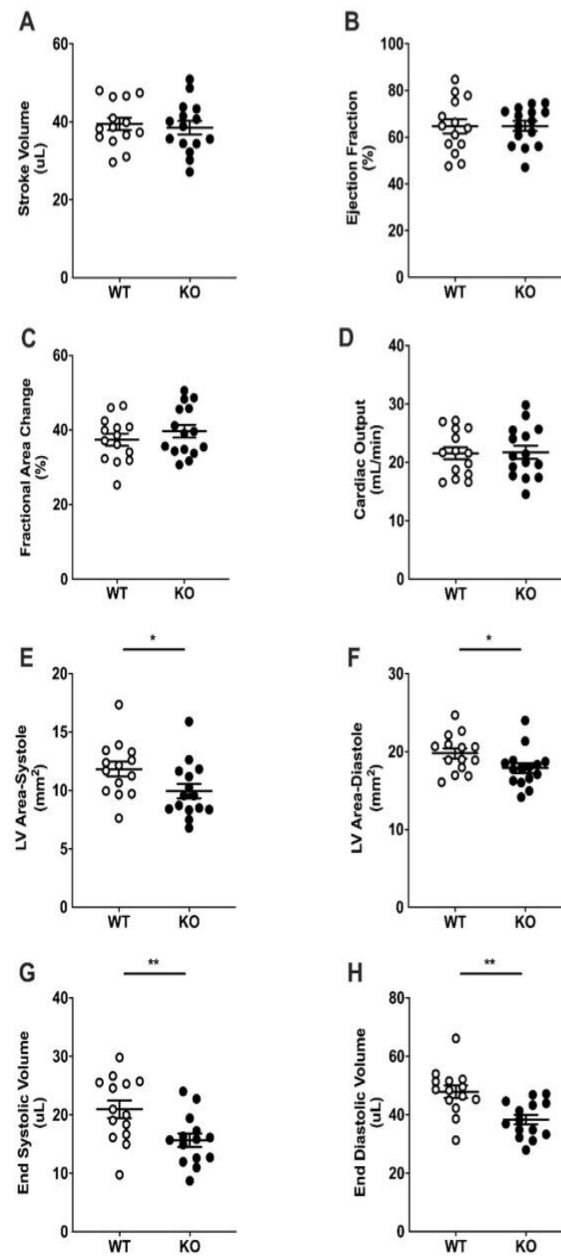 A
Stroke Volume
(uL)
60
40
20
0
WT KO
B
Ejection Fraction
(%)
100
80
60
40
20
0
WT KO
C
Fractional Area Change
(%)
60
40
20
0
WT KO
D
Cardiac Output
(mL/min)
40
30
20
10
0
WT KO
E
*
LV Area-Systole
(mm²)
20
15
10
5
0
WT KO
F
*
LV Area-Diastole
(mm²)
30
20
10
0
WT KO
G
**
End Systolic Volume
(uL)
40
30
20
10
0
WT KO
H
**
End Diastolic Volume
(uL)
80
60
40
20
0
WT KO